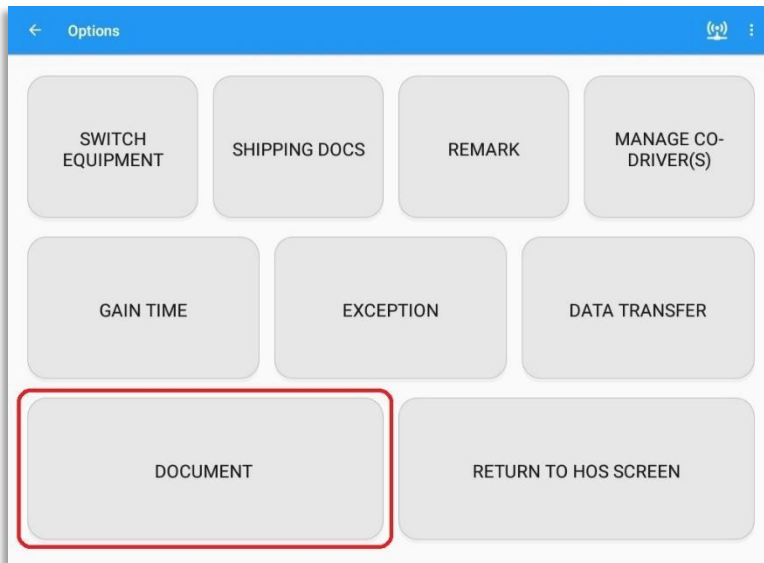 Options
SWITCH
EQUIPMENT
SHIPPING DOCS
REMARK
MANAGE CO-
DRIVER(S)
GAIN TIME
EXCEPTION
DATA TRANSFER
DOCUMENT
RETURN TO HOS SCREEN